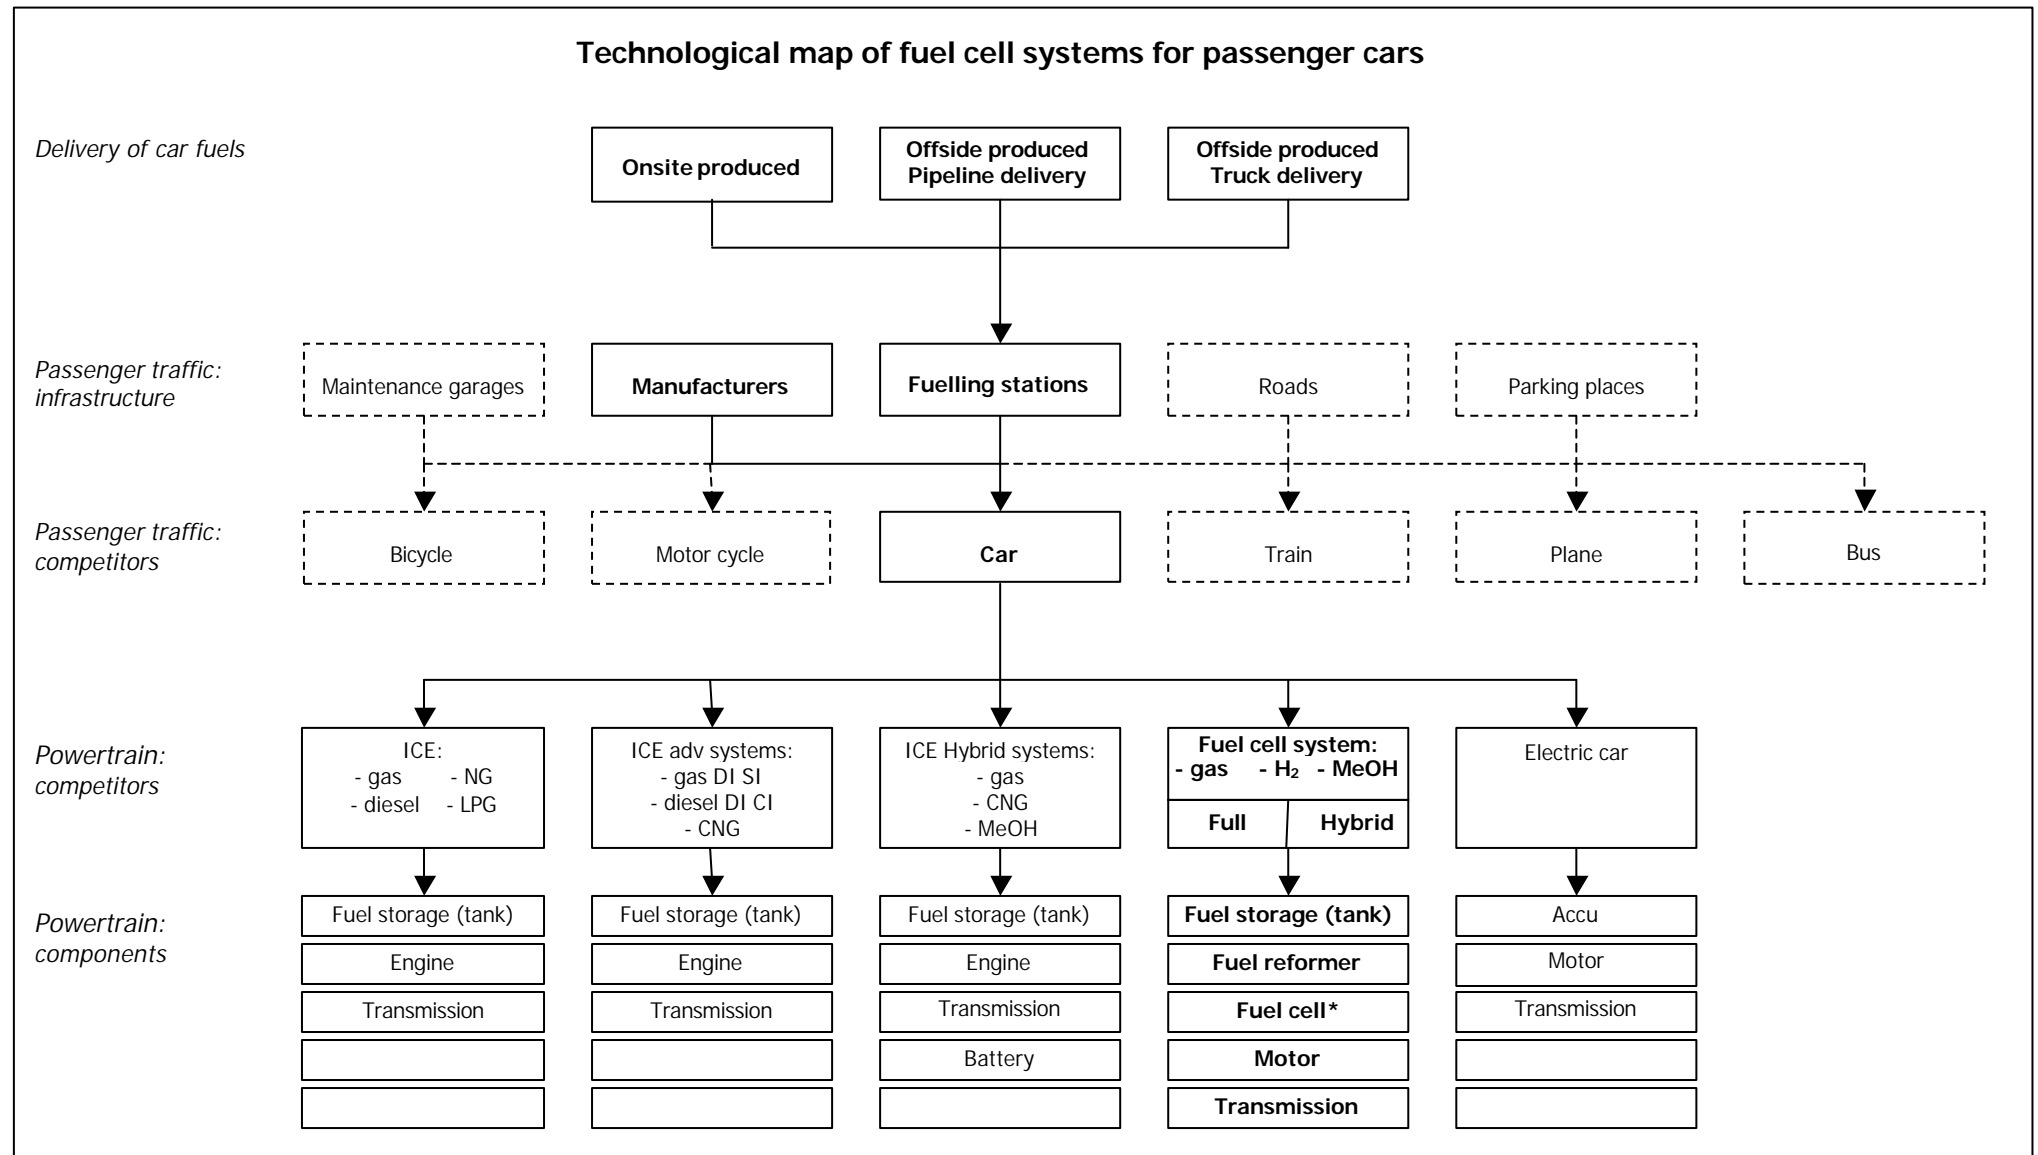 Technological map of fuel cell systems for passenger cars
Delivery of car fuels
Onsite produced
Offside produced
Pipeline delivery
Offside produced
Truck delivery
Passenger traffic:
infrastructure
Maintenance garages
Manufacturers
Fuelling stations
Roads
Parking places
Passenger traffic:
competitors
Bicycle
Motor cycle
Car
Train
Plane
Bus
Powertrain:
competitors
ICE:
- gas - NG
- diesel - LPG
ICE adv systems:
- gas DI SI
- diesel DI CI
- CNG
ICE Hybrid systems:
- gas
- CNG
- MeOH
Fuel cell system:
- gas - H₂ - MeOH
Full
Hybrid
Electric car
Powertrain:
components
Fuel storage (tank)
Engine
Transmission
Fuel storage (tank)
Engine
Transmission
Fuel storage (tank)
Engine
Transmission
Battery
Fuel storage (tank)
Fuel reformer
Fuel cell*
Motor
Transmission
Accu
Motor
Transmission